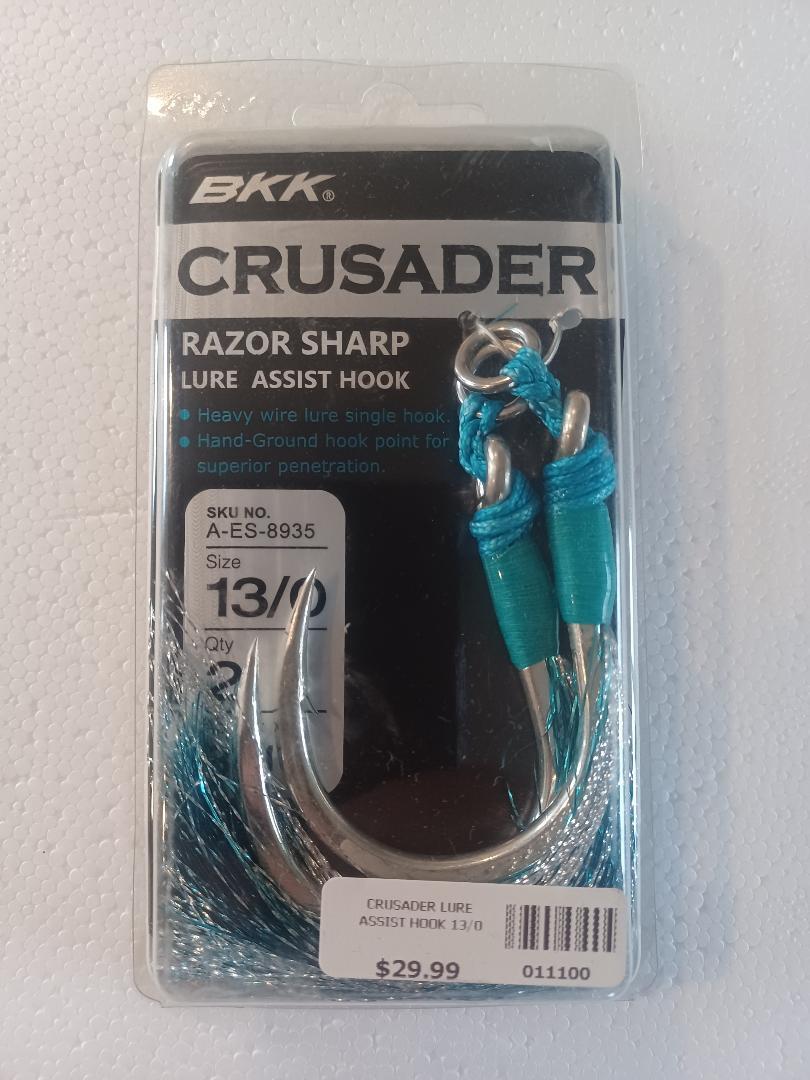 BKK®
CRUSADER
RAZOR SHARP
LURE ASSIST HOOK
• Heavy wire lure single hook.
• Hand-Ground hook point for
superior penetration.
SKU NO.
A-ES-8935
Size
13/0
Qty
2
CRUSADER LURE
ASSIST HOOK 13/0
$29.99
011100